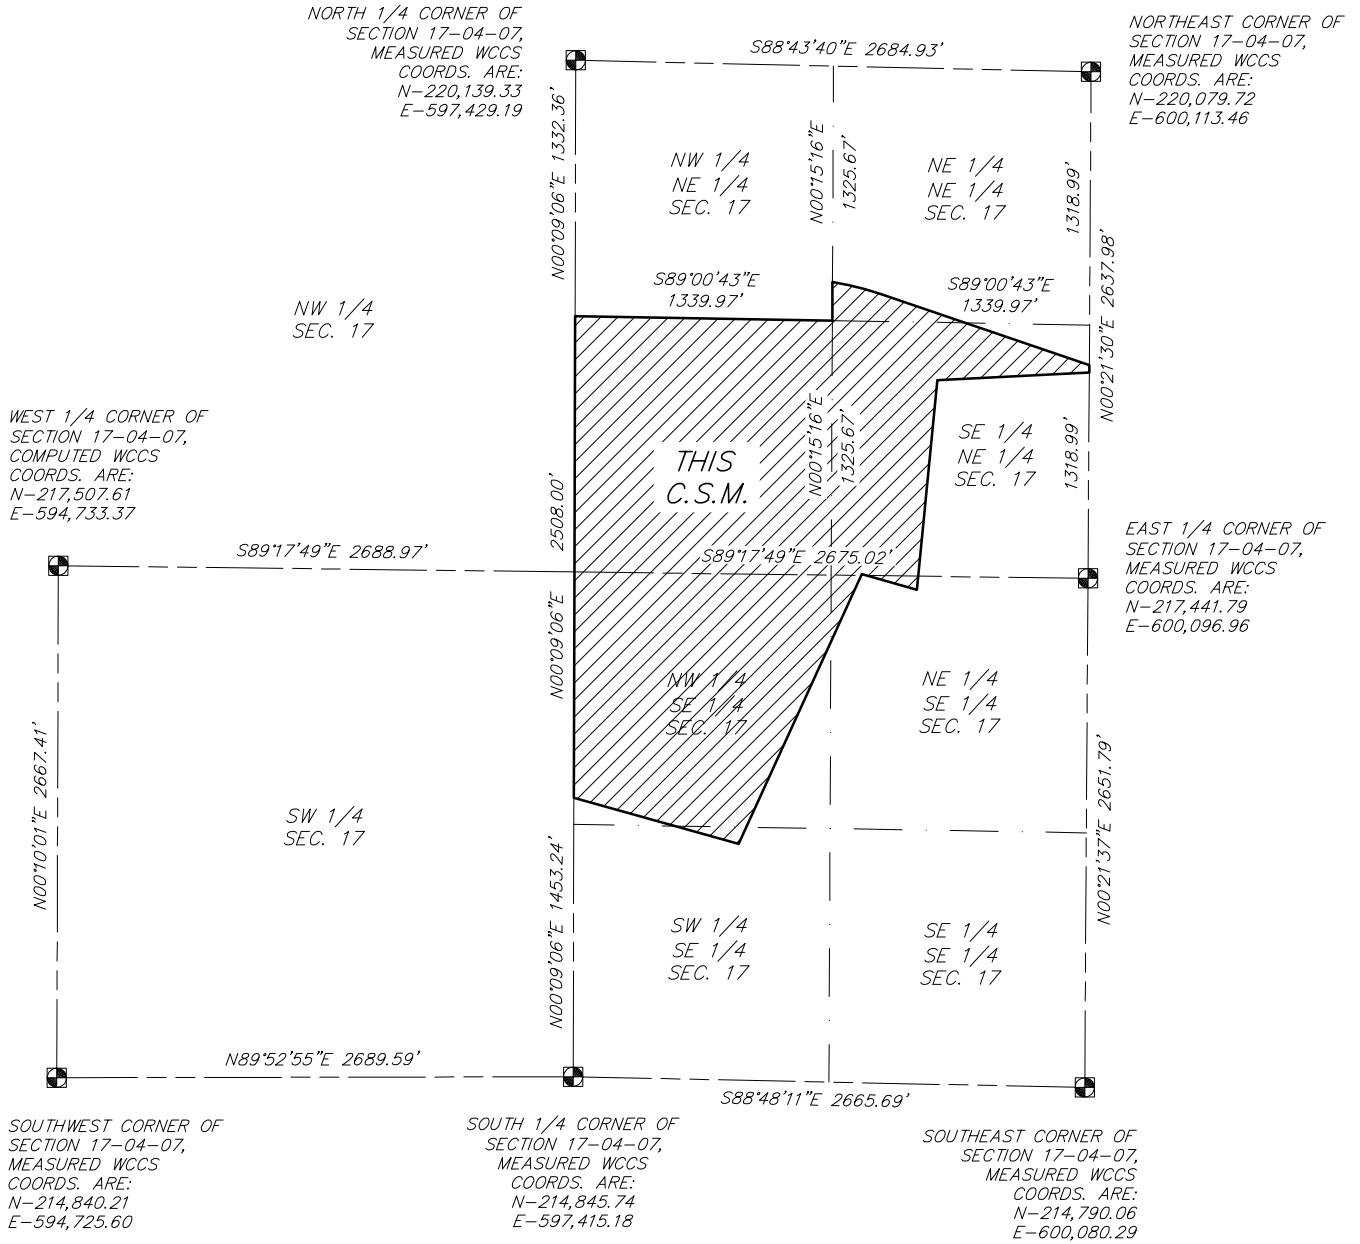 NORTH 1/4 CORNER OF
SECTION 17-04-07,
MEASURED WCCS
COORDS. ARE:
N-220,139.33
E-597,429.19
S88°43'40"E 2684.93'
NORTHEAST CORNER OF
SECTION 17-04-07,
MEASURED WCCS
COORDS. ARE:
N-220,079.72
E-600,113.46
N00°09'06"E 1332.36'
NW 1/4
NE 1/4
SEC. 17
N00°15'16"E
1325.67'
NE 1/4
NE 1/4
SEC. 17
1318.99'
N00°21'30"E 2637.98'
S89°00'43"E
1339.97'
S89°00'43"E
1339.97'
NW 1/4
SEC. 17
WEST 1/4 CORNER OF
SECTION 17-04-07,
COMPUTED WCCS
COORDS. ARE:
N-217,507.61
E-594,733.37
THIS
C.S.M.
N00°15'16"E
1325.67'
SE 1/4
NE 1/4
SEC. 17
1318.99'
2508.00'
N00°09'06"E
S89°17'49"E 2688.97'
S89°17'49"E 2675.02'
EAST 1/4 CORNER OF
SECTION 17-04-07,
MEASURED WCCS
COORDS. ARE:
N-217,441.79
E-600,096.96
NW 1/4
SE 1/4
SEC. 17
NE 1/4
SE 1/4
SEC. 17
N00°10'01"E 2667.41'
SW 1/4
SEC. 17
N00°21'37"E 2651.79'
N00°09'06"E 1453.24'
SW 1/4
SE 1/4
SEC. 17
SE 1/4
SE 1/4
SEC. 17
N89°52'55"E 2689.59'
S88°48'11"E 2665.69'
SOUTHWEST CORNER OF
SECTION 17-04-07,
MEASURED WCCS
COORDS. ARE:
N-214,840.21
E-594,725.60
SOUTH 1/4 CORNER OF
SECTION 17-04-07,
MEASURED WCCS
COORDS. ARE:
N-214,845.74
E-597,415.18
SOUTHEAST CORNER OF
SECTION 17-04-07,
MEASURED WCCS
COORDS. ARE:
N-214,790.06
E-600,080.29